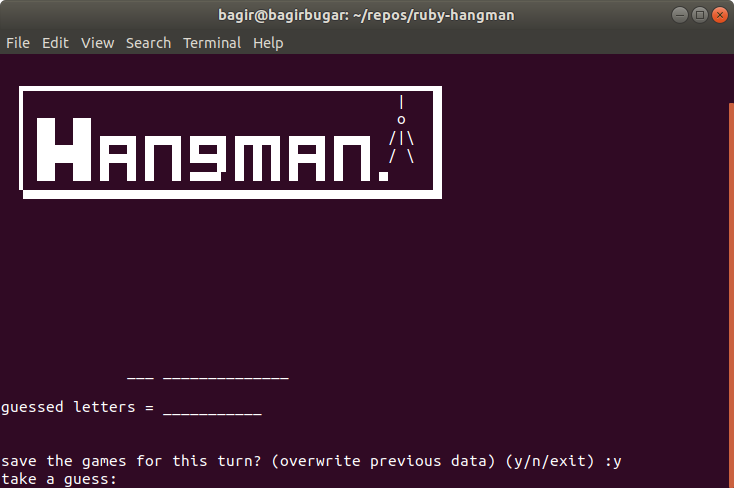 bagir@bagirbugar: ~/repos/ruby-hangman
File Edit View Search Terminal Help
Hangman.
___ ______________
guessed letters = ___________
save the games for this turn? (overwrite previous data) (y/n/exit) :y
take a guess: